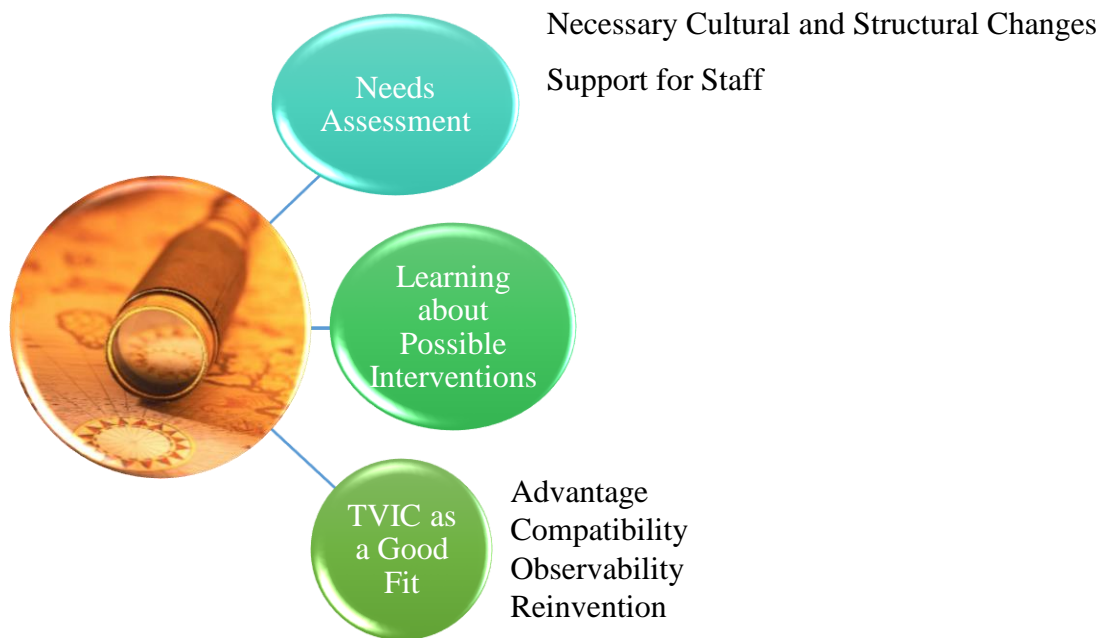 Necessary Cultural and Structural Changes
Support for Staff
Needs
Assessment
Learning
about
Possible
Interventions
TVIC as
a Good
Fit
Advantage
Compatibility
Observability
Reinvention